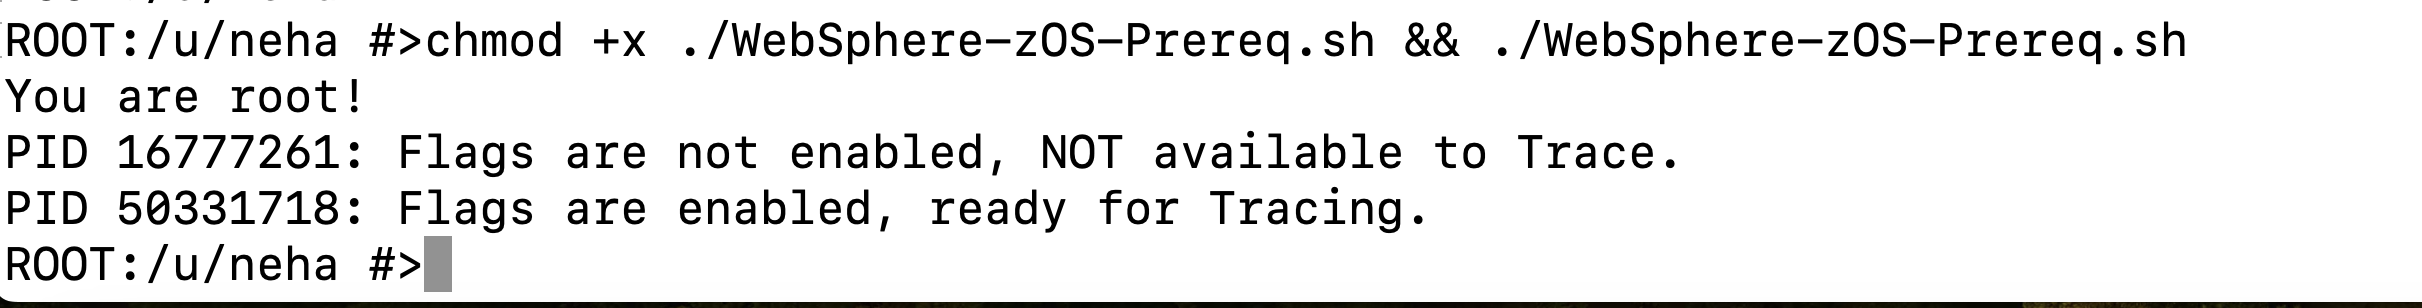 ROOT:/u/neha #>chmod +x ./WebSphere-zOS-Prereq.sh && ./WebSphere-zOS-Prereq.sh
You are root!
PID 16777261: Flags are not enabled, NOT available to Trace.
PID 50331718: Flags are enabled, ready for Tracing.
ROOT:/u/neha #>